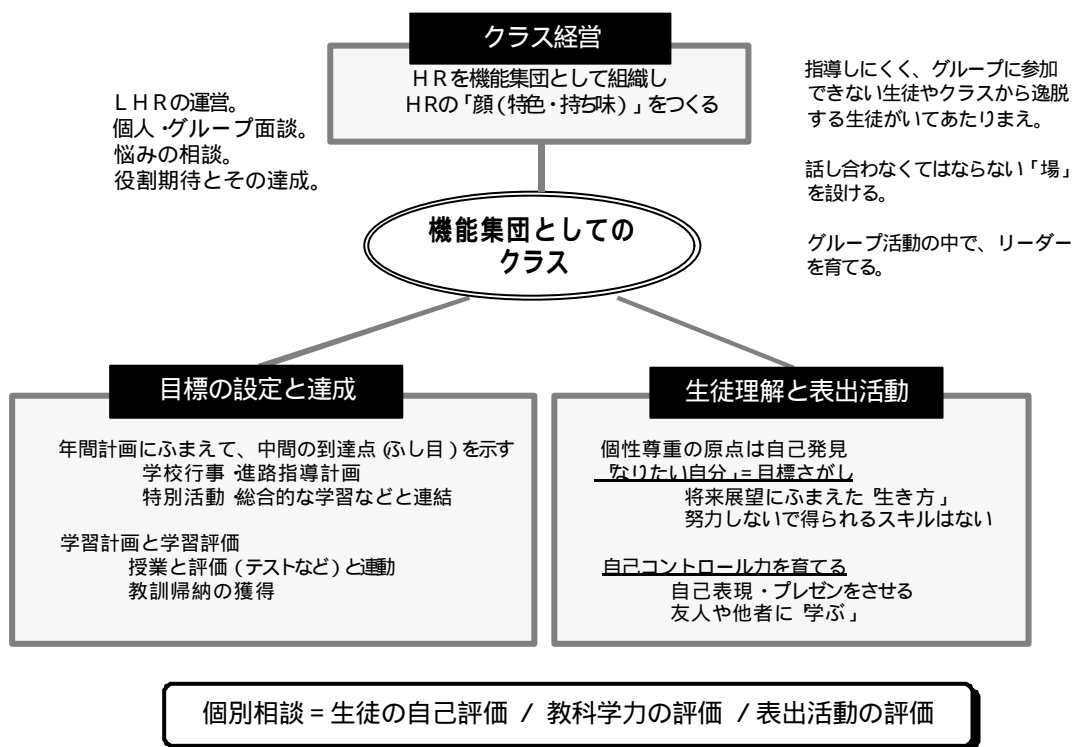 クラス経営
HRを機能集団として組織し
HRの「顔(特色・持ち味)」をつくる
LHRの運営。
個人・グループ面談。
悩みの相談。
役割期待とその達成。
指導しにくく、グループに参加
できない生徒やクラスから逸脱
する生徒がいてあたりまえ。
話し合わなくてはならない「場」
を設ける。
グループ活動の中で、リーダー
を育てる。
機能集団としての
クラス
目標の設定と達成
年間計画にふまえて、中間の到達点(ふし目)を示す
学校行事・進路指導計画
特別活動・総合的な学習などと連結
学習計画と学習評価
授業と評価(テストなど)と連動
教訓帰納の獲得
生徒理解と表出活動
個性尊重の原点は自己発見
「なりたい自分」=目標さがし
将来展望にふまえた「生き方」
努力しないで得られるスキルはない
自己コントロール力を育てる
自己表現・プレゼンをさせる
友人や他者に「学ぶ」
個別相談=生徒の自己評価 / 教科学力の評価 /表出活動の評価